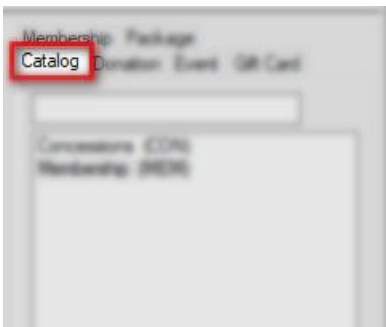 Membership Package
Catalog Donation Event Gift Card
Concessions (CON)
Membership (MEM)